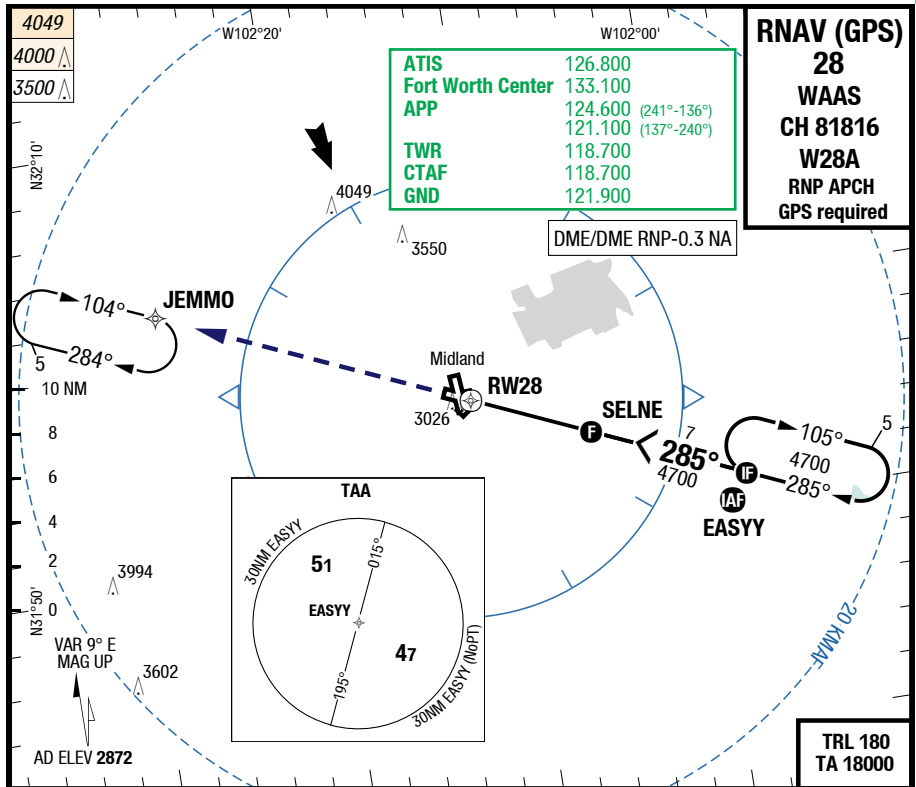 4049
4000
3500
W102°20'
W102°00'
RNAV (GPS)
28
WAAS
CH 81816
W28A
RNP APCH
GPS required
ATIS 126.800
Fort Worth Center 133.100
APP 124.600 (241°-136°)
121.100 (137°-240°)
TWR 118.700
CTAF 118.700
GND 121.900
DME/DME RNP-0.3 NA
N32°10'
4049
3550
JEMMO
104°
284°
5
10 NM
8
6
4
2
0
Midland
RW28
3026
SELNE
F
7
285°
4700
IF
IAF
EASYY
105°
4700
285°
5
TAA
30NM EASYY
51
015°
EASYY
47
195°
30NM EASYY (NoPT)
3994
3602
N31°50'
VAR 9° E
MAG UP
AD ELEV 2872
20 KMAF
TRL 180
TA 18000